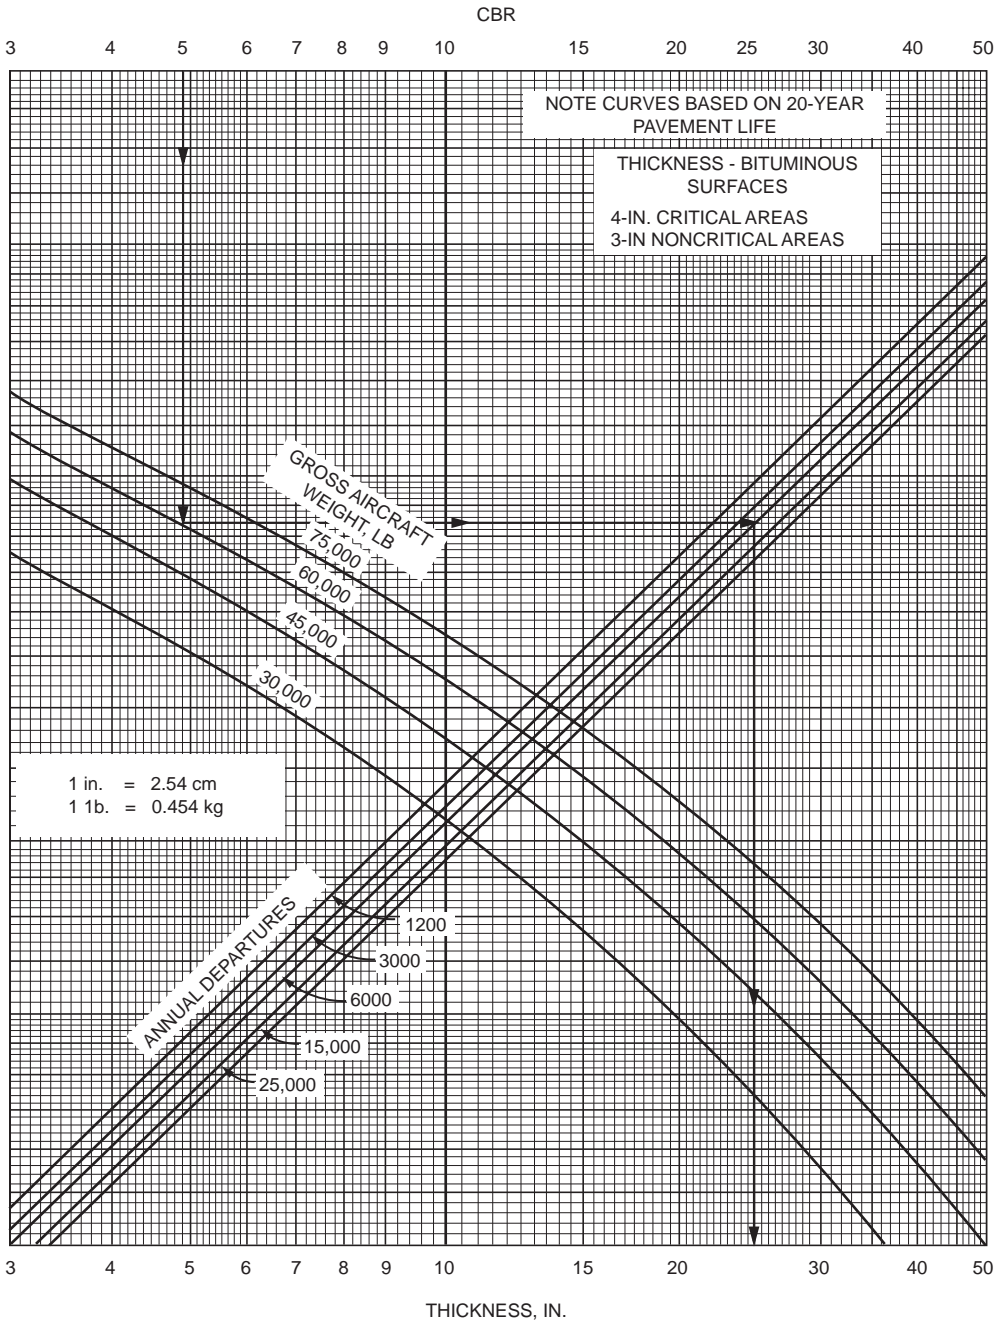 CBR
3 4 5 6 7 8 9 10 15 20 25 30 40 50
NOTE CURVES BASED ON 20-YEAR
PAVEMENT LIFE
THICKNESS - BITUMINOUS
SURFACES
4-IN. CRITICAL AREAS
3-IN NONCRITICAL AREAS
GROSS AIRCRAFT
WEIGHT, LB
75,000
60,000
45,000
30,000
1 in. = 2.54 cm
1 1b. = 0.454 kg
ANNUAL DEPARTURES
1200
3000
6000
15,000
25,000
3 4 5 6 7 8 9 10 15 20 30 40 50
THICKNESS, IN.